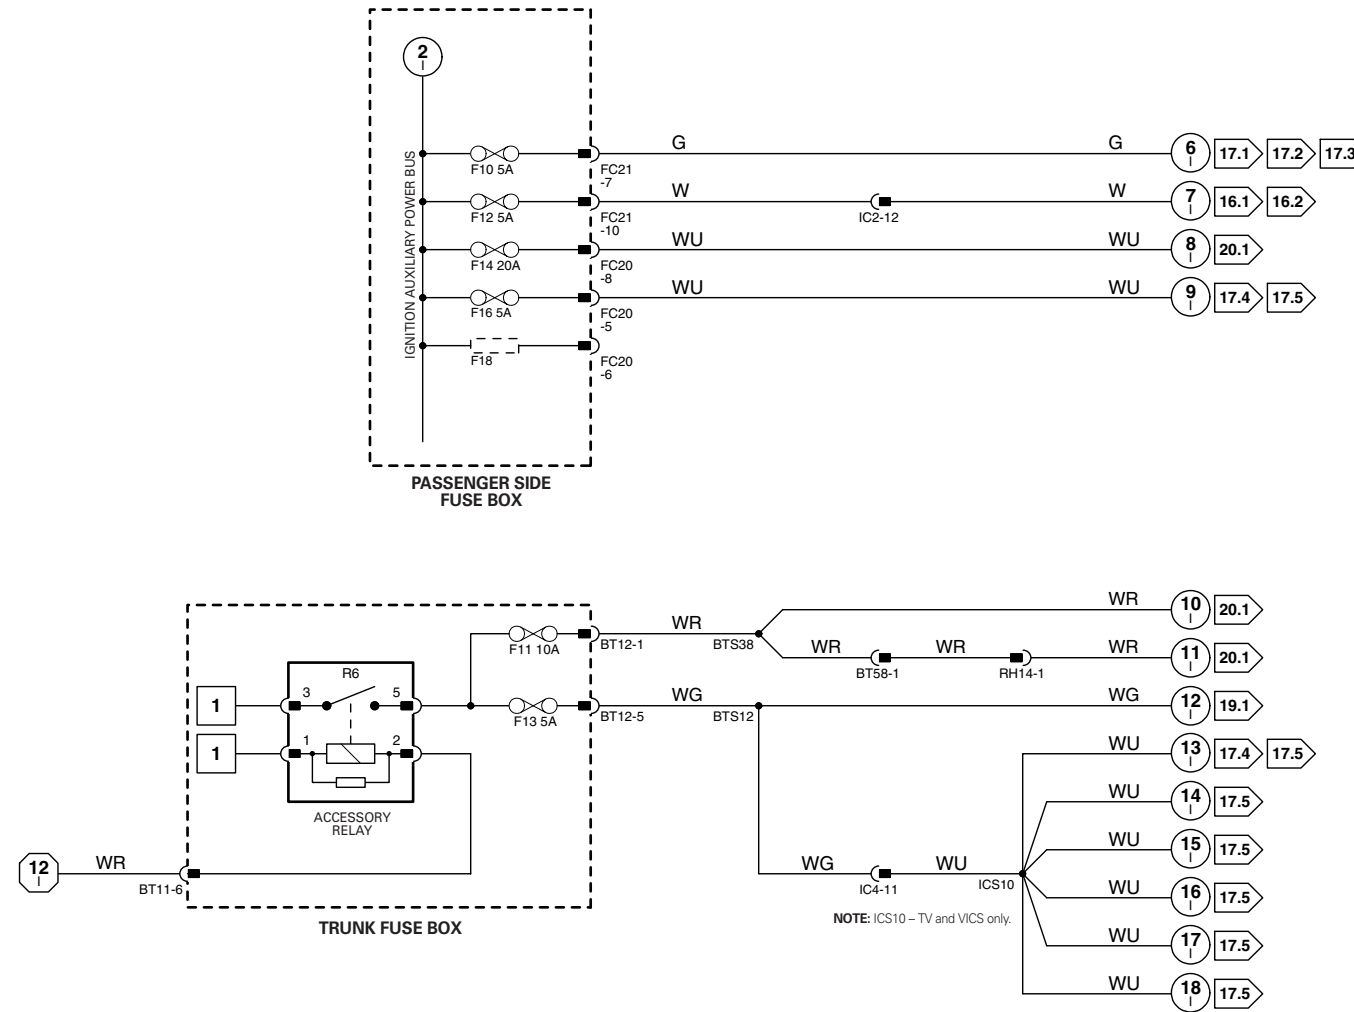 2
I
IGNITION AUXILIARY POWER BUS
F10 5A
FC21
-7
G
G
6
I
17.1
17.2
17.3
F12 5A
FC21
-10
W
IC2-12
W
7
I
16.1
16.2
F14 20A
FC20
-8
WU
WU
8
I
20.1
F16 5A
FC20
-5
WU
WU
9
I
17.4
17.5
F18
FC20
-6
PASSENGER SIDE
FUSE BOX
F11 10A
BT12-1
WR
BTS38
WR
10
I
20.1
WR
BT58-1
WR
RH14-1
WR
11
I
20.1
R6
1
3
5
F13 5A
BT12-5
WG
BTS12
WG
12
I
19.1
1
1
2
ACCESSORY
RELAY
WU
13
I
17.4
17.5
WU
14
I
17.5
WU
15
I
17.5
12
I
WR
BT11-6
WG
IC4-11
WU
ICS10
WU
16
I
17.5
NOTE: ICS10 – TV and VICS only.
TRUNK FUSE BOX
WU
17
I
17.5
WU
18
I
17.5